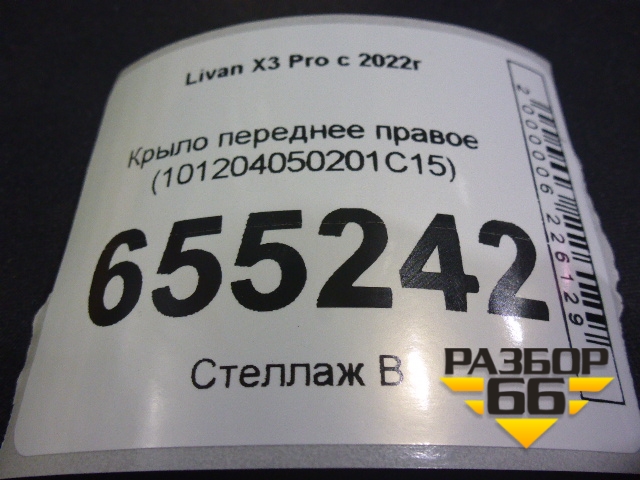 Livan X3 Pro с 2022г
Крыло переднее правое
(101204050201C15)
655242
Стеллаж В
2000006226129
РАЗБОР
66